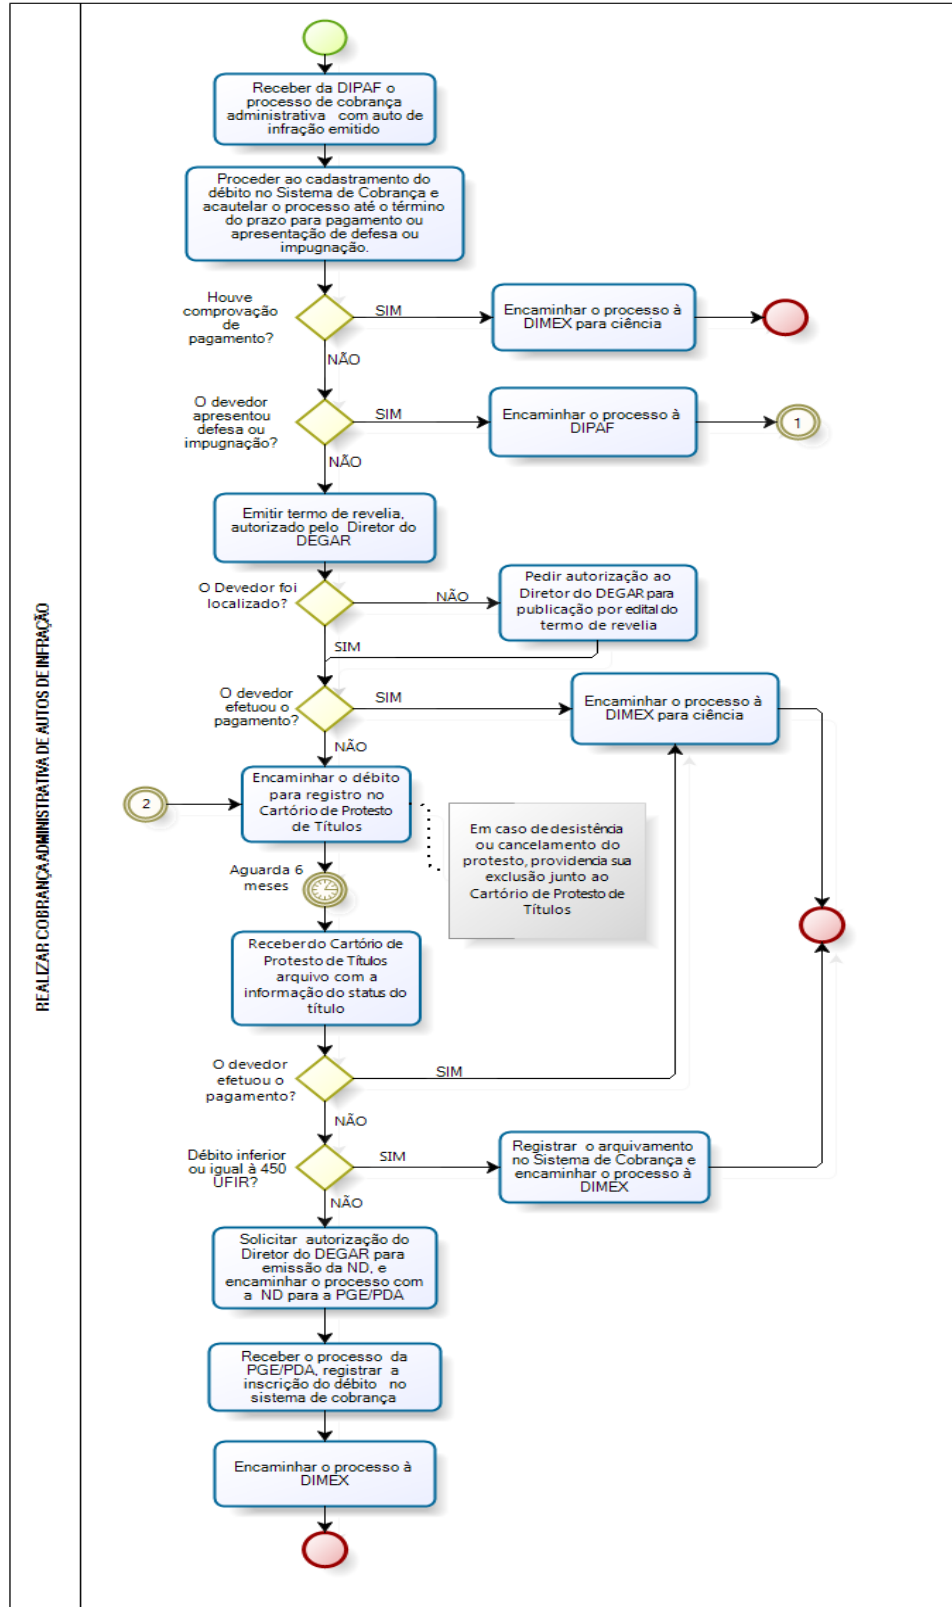 REALIZAR COBRANÇA ADMINISTRATIVA DE AUTOS DE INFRAÇÃO
Receber da DIPAF o
processo de cobrança
administrativa com auto de
infração emitido
Proceder ao cadastramento do
débito no Sistema de Cobrança e
acautelar o processo até o término
do prazo para pagamento ou
apresentação de defesa ou
impugnação.
Houve
comprovação
de
pagamento?
SIM
Encaminhar o processo à
DIMEX para ciência
NÃO
O devedor
apresentou
defesa ou
impugnação?
SIM
Encaminhar o processo à
DIPAF
1
NÃO
Emitir termo de revelia,
autorizado pelo Diretor do
DEGAR
O Devedor foi
localizado?
NÃO
Pedir autorização ao
Diretor do DEGAR para
publicação por edital do
termo de revelia
SIM
O devedor
efetuou o
pagamento?
SIM
Encaminhar o processo à
DIMEX para ciência
NÃO
2
Encaminhar o débito
para registro no
Cartório de Protesto
de Títulos
Em caso de desistência
ou cancelamento do
protesto, providencia sua
exclusão junto ao
Cartório de Protesto de
Títulos
Aguarda 6
meses
Receber do Cartório de
Protesto de Títulos
arquivo com a
informação do status do
título
O devedor
efetuou o
pagamento?
SIM
NÃO
Débito inferior
ou igual à 450
UFIR?
SIM
Registrar o arquivamento
no Sistema de Cobrança e
encaminhar o processo à
DIMEX
NÃO
Solicitar autorização do
Diretor do DEGAR para
emissão da ND, e
encaminhar o processo com
a ND para a PGE/PDA
Receber o processo da
PGE/PDA, registrar a
inscrição do débito no
sistema de cobrança
Encaminhar o processo à
DIMEX